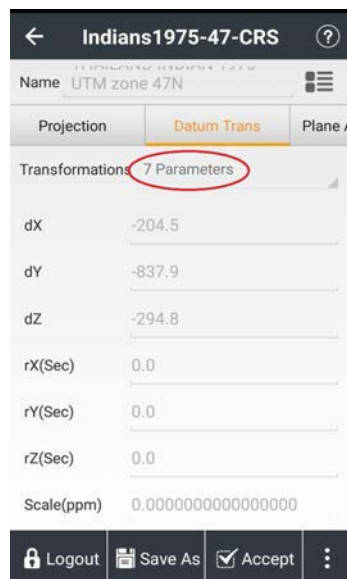 Indians1975-47-CRS ?
Name UTM zone 47N
Projection Datum Trans Plane
Transformations 7 Parameters
dX -204.5
dY -837.9
dZ -294.8
rX(Sec) 0.0
rY(Sec) 0.0
rZ(Sec) 0.0
Scale(ppm) 0.0000000000000000
Logout Save As Accept